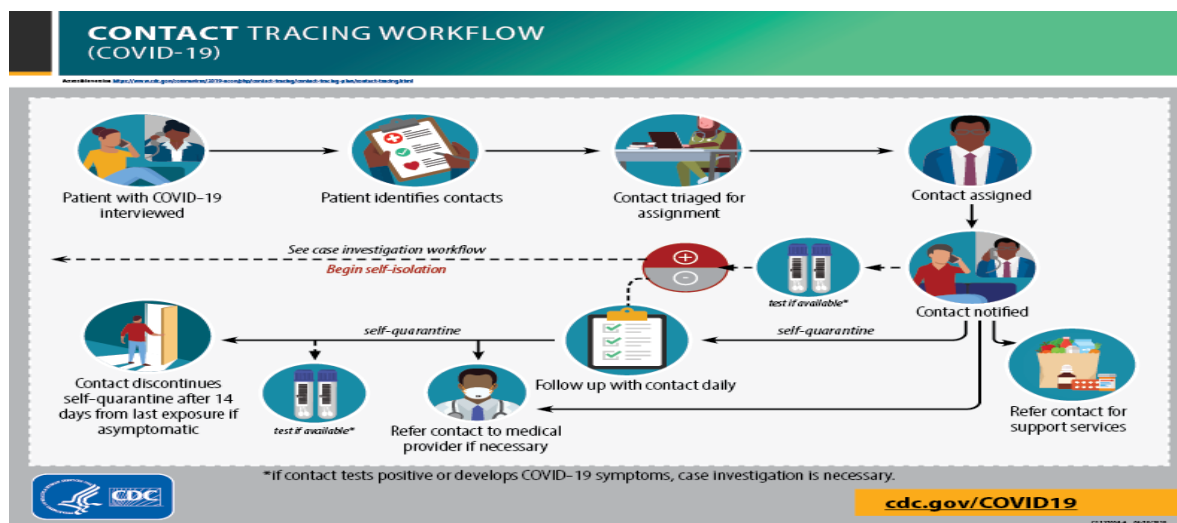 CONTACT TRACING WORKFLOW
(COVID-19)
Patient with COVID-19
interviewed
Patient identifies contacts
Contact triaged for
assignment
Contact assigned
See case investigation workflow
Begin self-isolation
+
-
test if available*
Contact notified
self-quarantine
self-quarantine
Contact discontinues
self-quarantine after 14
days from last exposure if
asymptomatic
test if available*
Refer contact to medical
provider if necessary
Follow up with contact daily
Refer contact for
support services
*if contact tests positive or develops COVID-19 symptoms, case investigation is necessary.
CDC
cdc.gov/COVID19